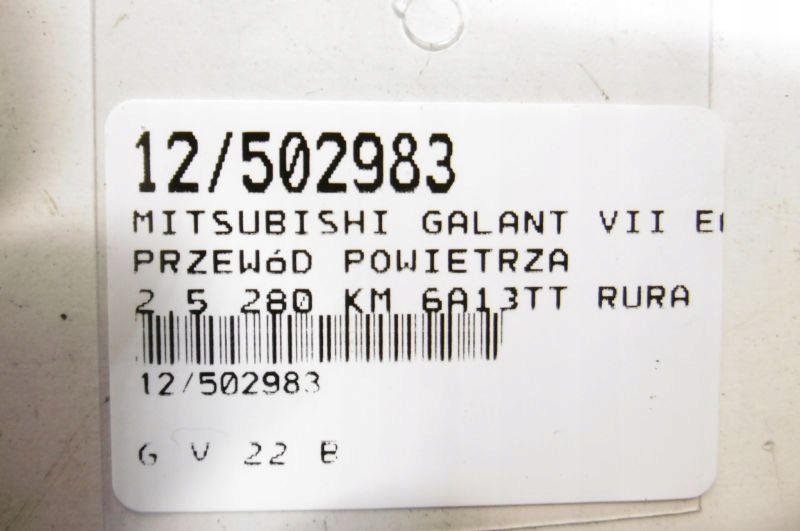 12/502983
MITSUBISHI GALANT VII
PRZEWóD POWIETRZA
2,5 280 KM 6A13TT RURA
12/502983
G V 22 B